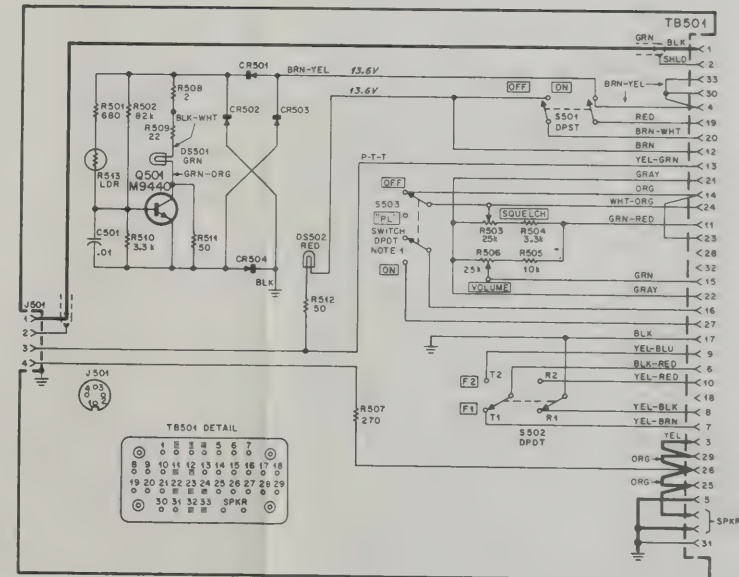 TB501
GRN
BLK
1
SHLD
2
33
BRN-YEL
30
4
RED
19
BRN-WHT
20
BRN
12
YEL-GRN
13
GRAY
21
ORG
14
WHT-ORG
24
GRN-RED
11
23
28
32
GRN
15
GRAY
22
16
27
BLK
17
YEL-BLU
9
BLK-RED
6
YEL-RED
10
18
YEL-BLK
8
YEL-BRN
7
YEL
3
29
ORG
26
ORG
25
5
SPKR
31
CR501
BRN-YEL
13.6V
13.6V
BRN-YEL
OFF
ON
S501
DPST
R501
680
R502
82k
R508
2
BLK-WHT
R509
22
DS501
GRN
GRN-ORG
CR502
CR503
Q501
M9440
R513
LDR
C501
.01
R510
3.3k
R511
50
CR504
BLK
DS502
RED
R512
50
P-T-T
OFF
S503
"PL"
SWITCH
DPDT
NOTE 1
ON
SQUELCH
R503
25k
R504
3.3k
R506
25k
R505
10k
VOLUME
J501
1
2
3
4
J501
4 3
1 2
R507
270
F2
T2
R2
F1
T1
R1
S502
DPDT
TB501 DETAIL
1 2 3 4 5 6 7
8 9 10 11 12 13 14 15 16 17 18
19 20 21 22 23 24 25 26 27 28 29
30 31 32 33 SPKR